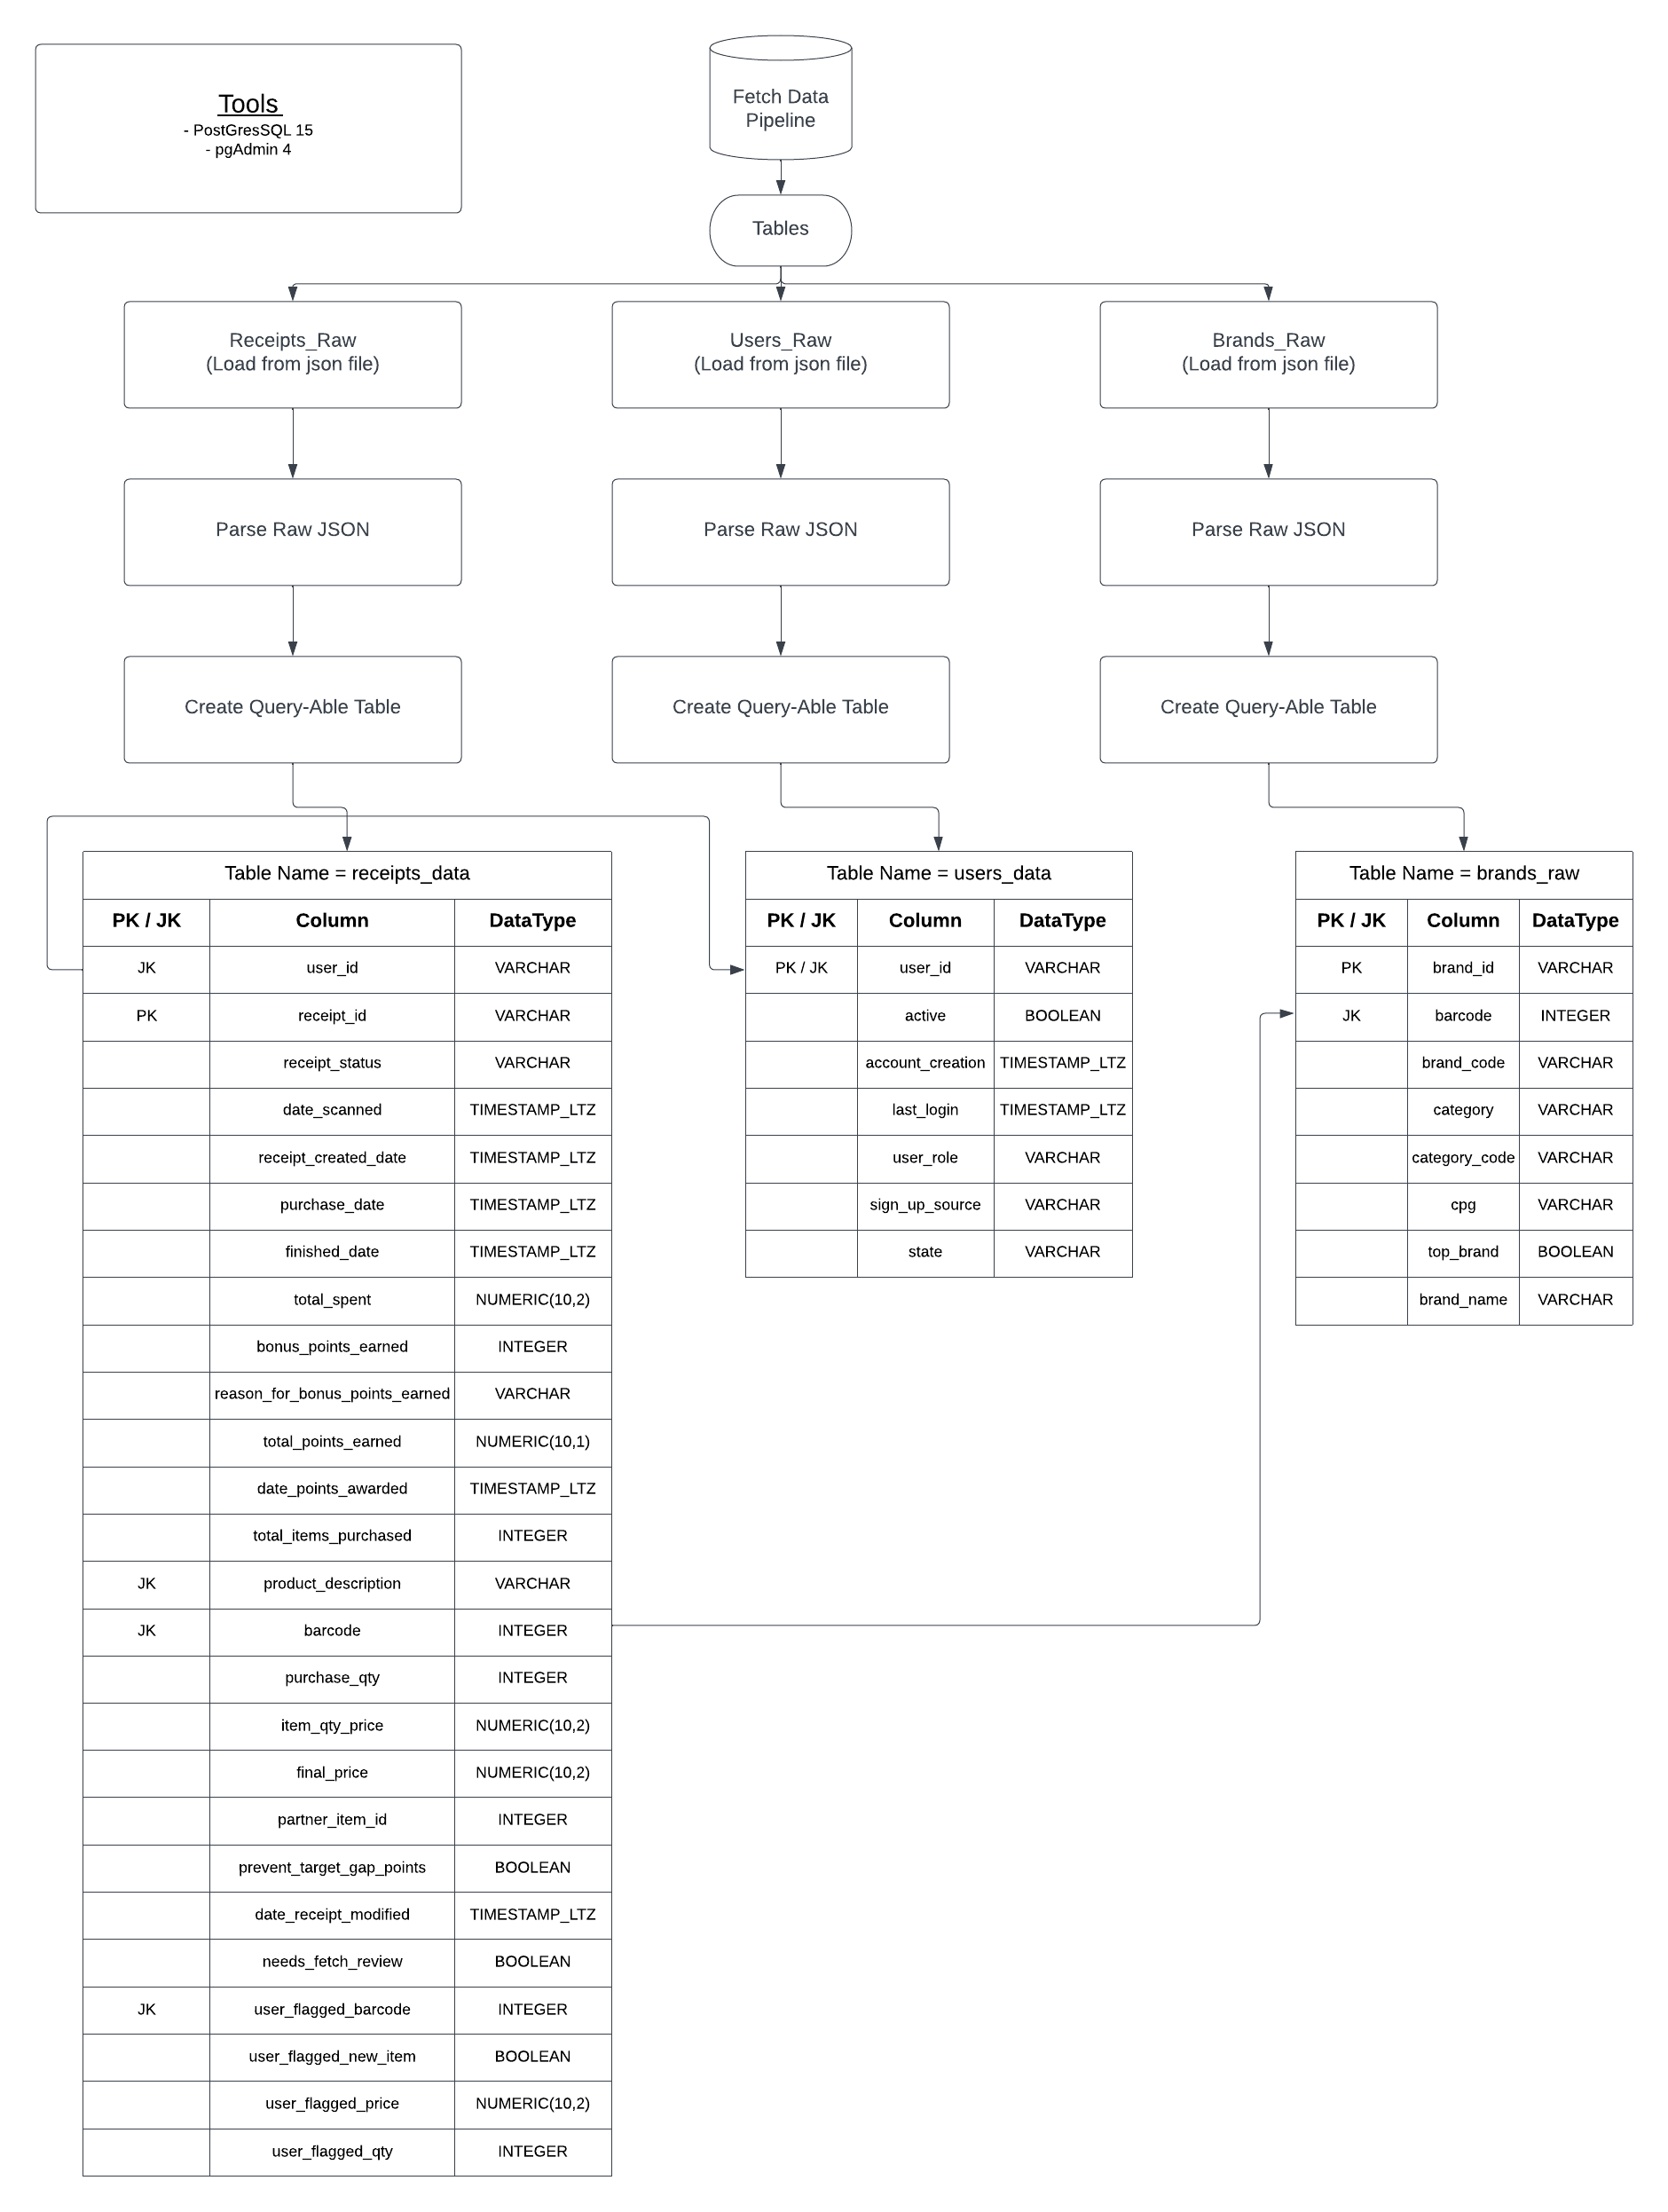 Tools
- PostGresSQL 15
- pgAdmin 4
Fetch Data
Pipeline
Tables
Receipts_Raw
(Load from json file)
Users_Raw
(Load from json file)
Brands_Raw
(Load from json file)
Parse Raw JSON
Parse Raw JSON
Parse Raw JSON
Create Query-Able Table
Create Query-Able Table
Create Query-Able Table
Table Name = receipts_data
PK / JK Column DataType
JK user_id VARCHAR
PK receipt_id VARCHAR
receipt_status VARCHAR
date_scanned TIMESTAMP_LTZ
receipt_created_date TIMESTAMP_LTZ
purchase_date TIMESTAMP_LTZ
finished_date TIMESTAMP_LTZ
total_spent NUMERIC(10,2)
bonus_points_earned INTEGER
reason_for_bonus_points_earned VARCHAR
total_points_earned NUMERIC(10,1)
date_points_awarded TIMESTAMP_LTZ
total_items_purchased INTEGER
JK product_description VARCHAR
JK barcode INTEGER
purchase_qty INTEGER
item_qty_price NUMERIC(10,2)
final_price NUMERIC(10,2)
partner_item_id INTEGER
prevent_target_gap_points BOOLEAN
date_receipt_modified TIMESTAMP_LTZ
needs_fetch_review BOOLEAN
JK user_flagged_barcode INTEGER
user_flagged_new_item BOOLEAN
user_flagged_price NUMERIC(10,2)
user_flagged_qty INTEGER
Table Name = users_data
PK / JK Column DataType
PK / JK user_id VARCHAR
active BOOLEAN
account_creation TIMESTAMP_LTZ
last_login TIMESTAMP_LTZ
user_role VARCHAR
sign_up_source VARCHAR
state VARCHAR
Table Name = brands_raw
PK / JK Column DataType
PK brand_id VARCHAR
JK barcode INTEGER
brand_code VARCHAR
category VARCHAR
category_code VARCHAR
cpg VARCHAR
top_brand BOOLEAN
brand_name VARCHAR